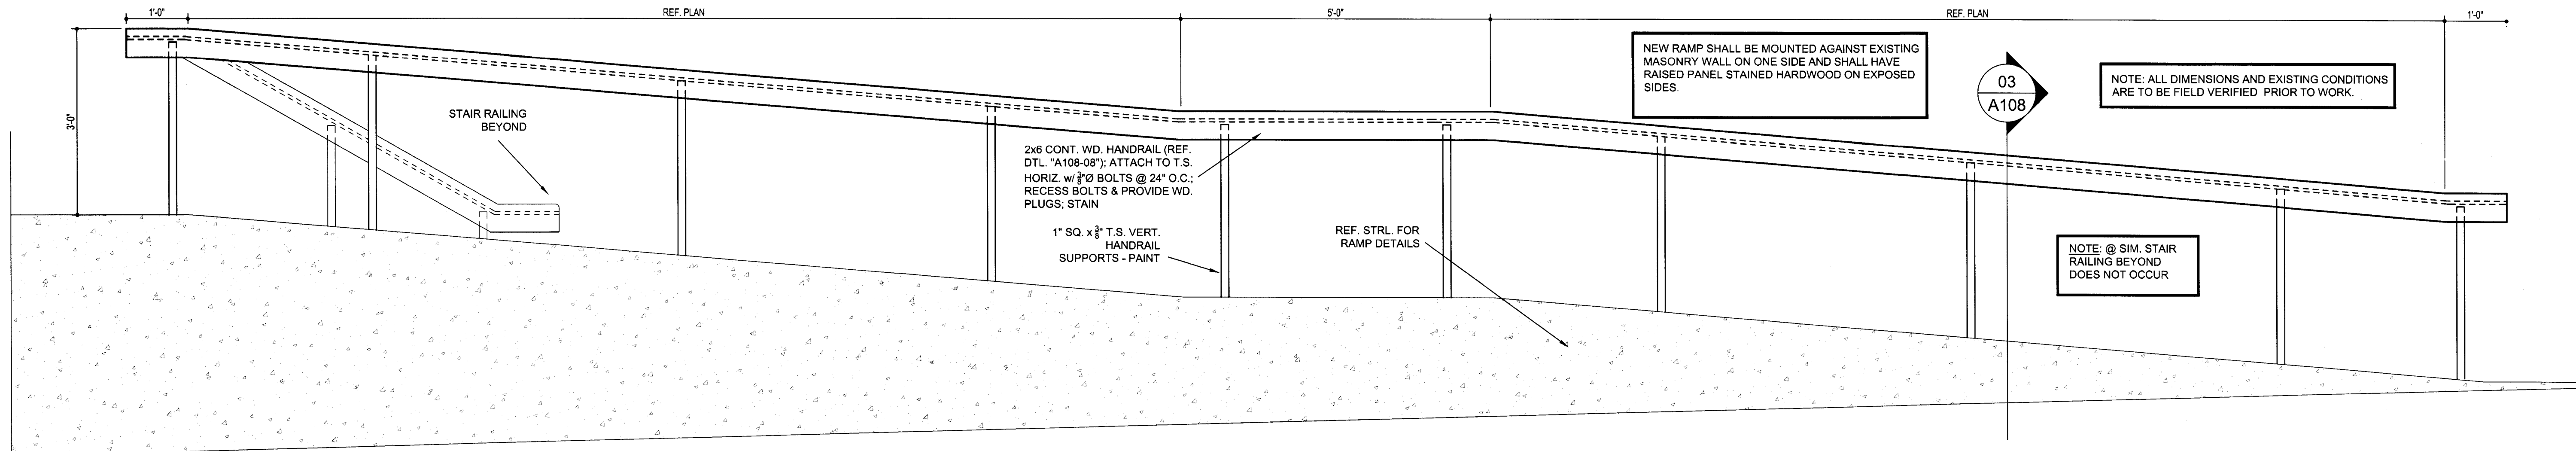 1'-0"
REF. PLAN
5'-0"
REF. PLAN
1'-0"
3'-0"
STAIR RAILING
BEYOND
2x6 CONT. WD. HANDRAIL (REF.
DTL. "A108-08"); ATTACH TO T.S.
HORIZ. w/ 3/8"Ø BOLTS @ 24" O.C.;
RECESS BOLTS & PROVIDE WD.
PLUGS; STAIN
1" SQ. x 3/8" T.S. VERT.
HANDRAIL
SUPPORTS - PAINT
REF. STRL. FOR
RAMP DETAILS
NEW RAMP SHALL BE MOUNTED AGAINST EXISTING
MASONRY WALL ON ONE SIDE AND SHALL HAVE
RAISED PANEL STAINED HARDWOOD ON EXPOSED
SIDES.
03
A108
NOTE: ALL DIMENSIONS AND EXISTING CONDITIONS
ARE TO BE FIELD VERIFIED PRIOR TO WORK.
NOTE: @ SIM. STAIR
RAILING BEYOND
DOES NOT OCCUR